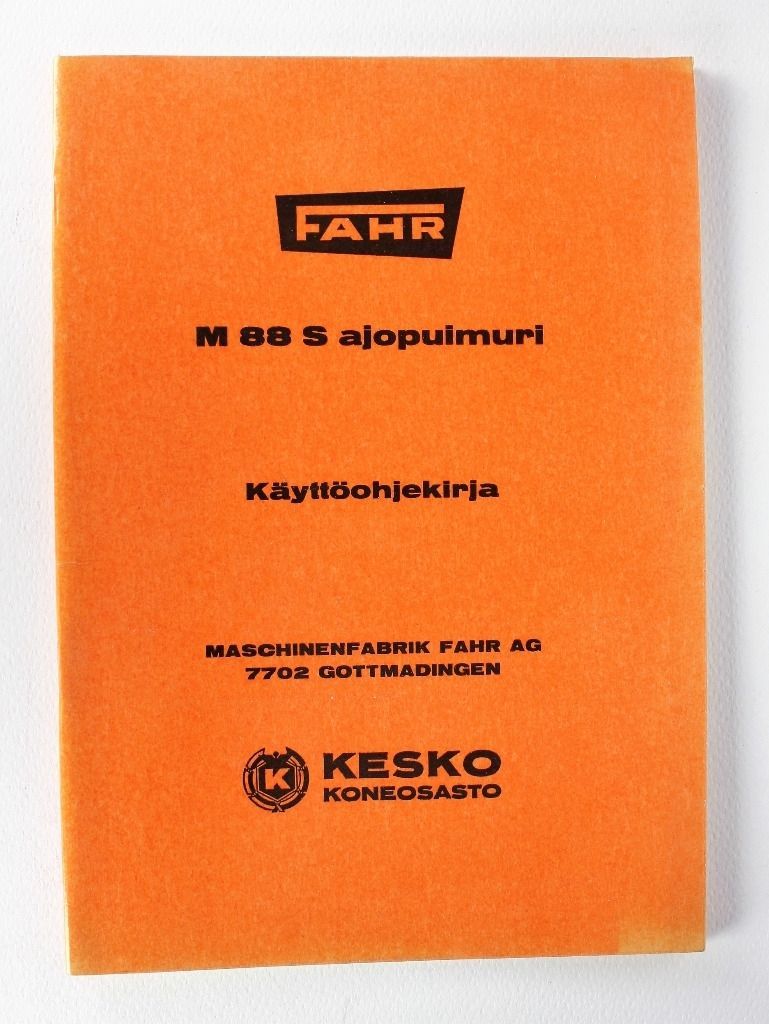 FAHR
M 88 S ajopuimuri
Käyttöohjekirja
MASCHINENFABRIK FAHR AG
7702 GOTTMADINGEN
K KESKO
KONEOSASTO